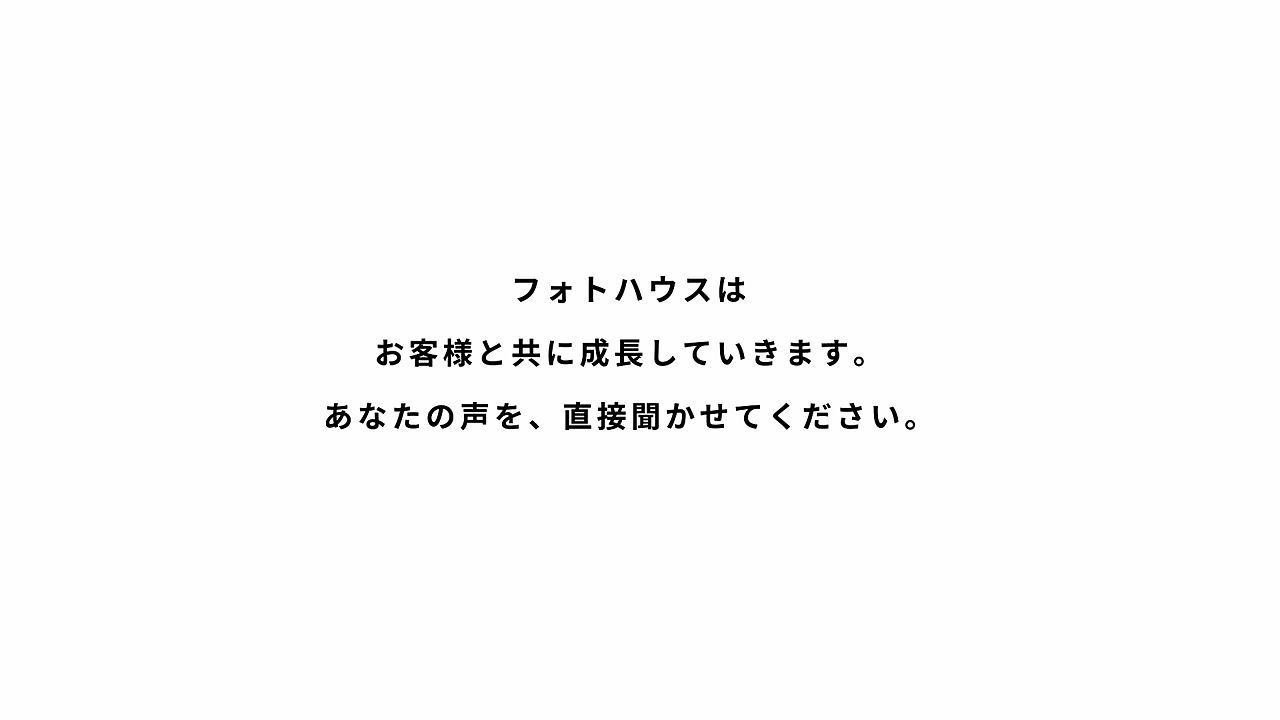 フォトハウスは
お客様と共に成長していきます。
あなたの声を、直接聞かせてください。